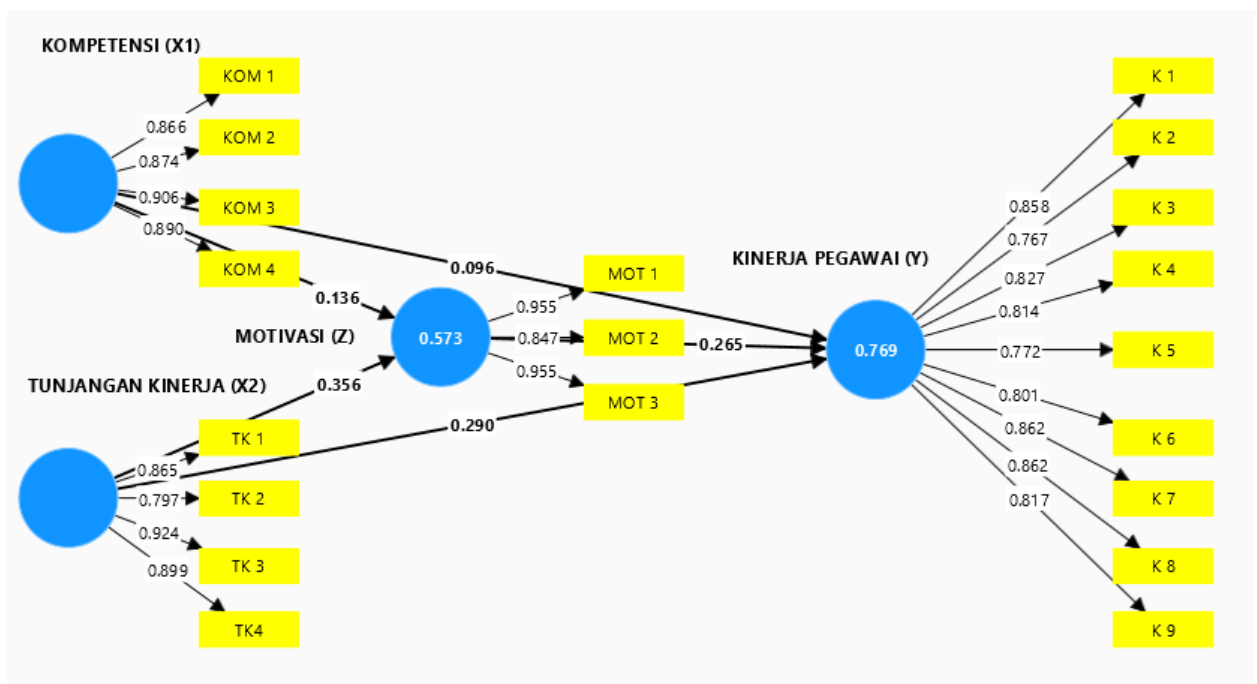 KOMPETENSI (X1)
KOM 1
0.866
KOM 2
0.874
KOM 3
0.906
KOM 4
0.890
0.096
0.136
MOTIVASI (Z)
0.573
MOT 1
0.955
MOT 2
0.847
MOT 3
0.955
0.265
TUNJANGAN KINERJA (X2)
0.356
0.290
TK 1
0.865
TK 2
0.797
TK 3
0.924
TK4
0.899
KINERJA PEGAWAI (Y)
0.769
K 1
0.858
K 2
0.767
K 3
0.827
K 4
0.814
K 5
0.772
K 6
0.801
K 7
0.862
K 8
0.862
K 9
0.817